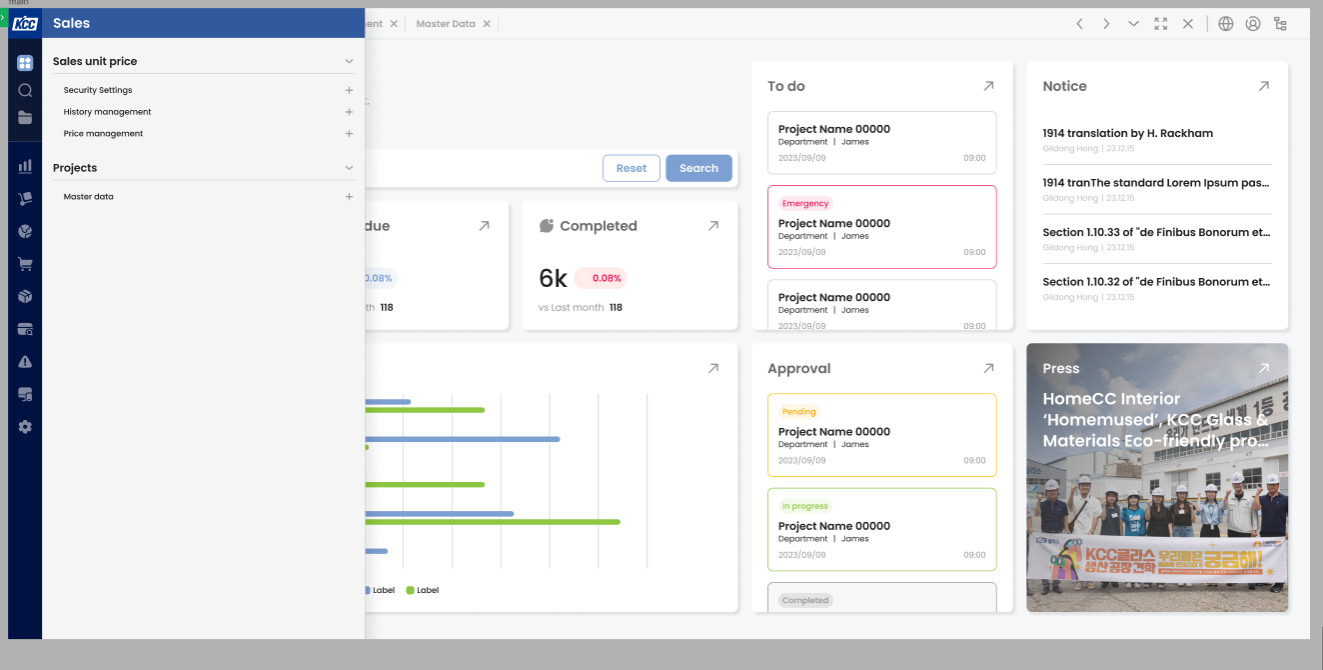 main
KCC
Sales
ent
Master Data
Sales unit price
Security Settings
History management
Price management
Projects
Master data
Reset
Search
due
0.08%
th 118
Completed
6k
0.08%
vs Last month 118
Label
Label
To do
Project Name 00000
Department | James
2023/09/09
09:00
Emergency
Project Name 00000
Department | James
2023/09/09
09:00
Project Name 00000
Department | James
2023/09/09
09:00
Notice
1914 translation by H. Rackham
Gildong Hong | 23.12.15
1914 tranThe standard Lorem Ipsum pas...
Gildong Hong | 23.12.15
Section 1.10.33 of "de Finibus Bonorum et...
Gildong Hong | 23.12.15
Section 1.10.32 of "de Finibus Bonorum et...
Gildong Hong | 23.12.15
Approval
Pending
Project Name 00000
Department | James
2023/09/09
09:00
In progress
Project Name 00000
Department | James
2023/09/09
09:00
Completed
Press
HomeCC Interior
‘Homemused’, KCC Glass &
Materials Eco-friendly pro...
KCC글라스
생산공장견학
우리들은
궁금해!